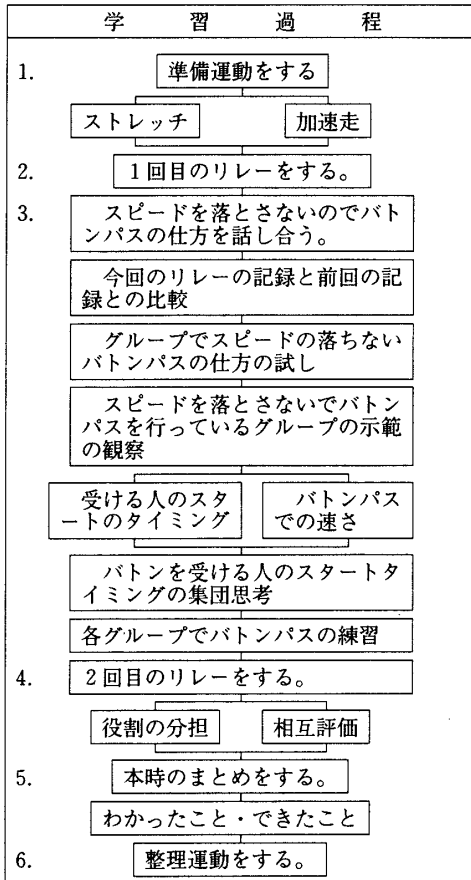 学習過程
1. 準備運動をする
ストレッチ 加速走
2. 1回目のリレーをする。
3. スピードを落とさないのでバト
ンパスの仕方を話し合う。
今回のリレーの記録と前回の記
録との比較
グループでスピードの落ちない
バトンパスの仕方の試し
スピードを落とさないでバトン
パスを行っているグループの示範
の観察
受ける人のスタ
ートのタイミング
バトンパス
での速さ
バトンを受ける人のスタートタ
イミングの集団思考
各グループでバトンパスの練習
4. 2回目のリレーをする。
役割の分担 相互評価
5. 本時のまとめをする。
わかったこと・できたこと
6. 整理運動をする。